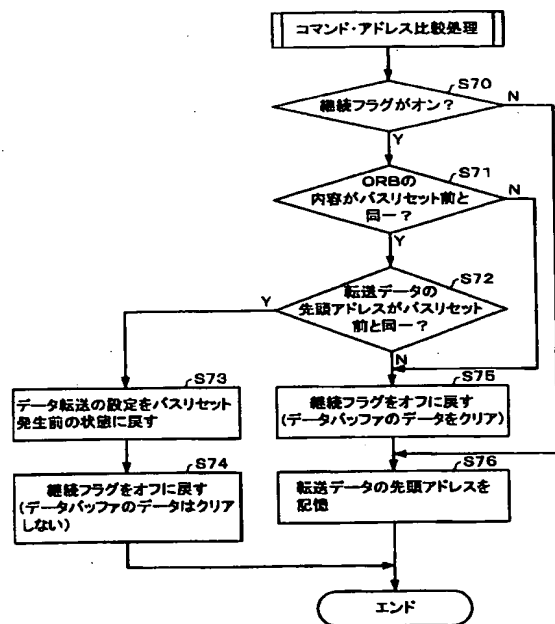 コマンド・アドレス比較処理
S70
継続フラグがオン?
N
Y
S71
ORBの
内容がバスリセット前と
同一?
N
Y
S72
転送データの
先頭アドレスがバスリセット
前と同一?
Y
N
S73
データ転送の設定をバスリセット
発生前の状態に戻す
S75
継続フラグをオフに戻す
(データバッファのデータをクリア)
S74
継続フラグをオフに戻す
(データバッファのデータはクリア
しない)
S76
転送データの先頭アドレスを
記憶
エンド